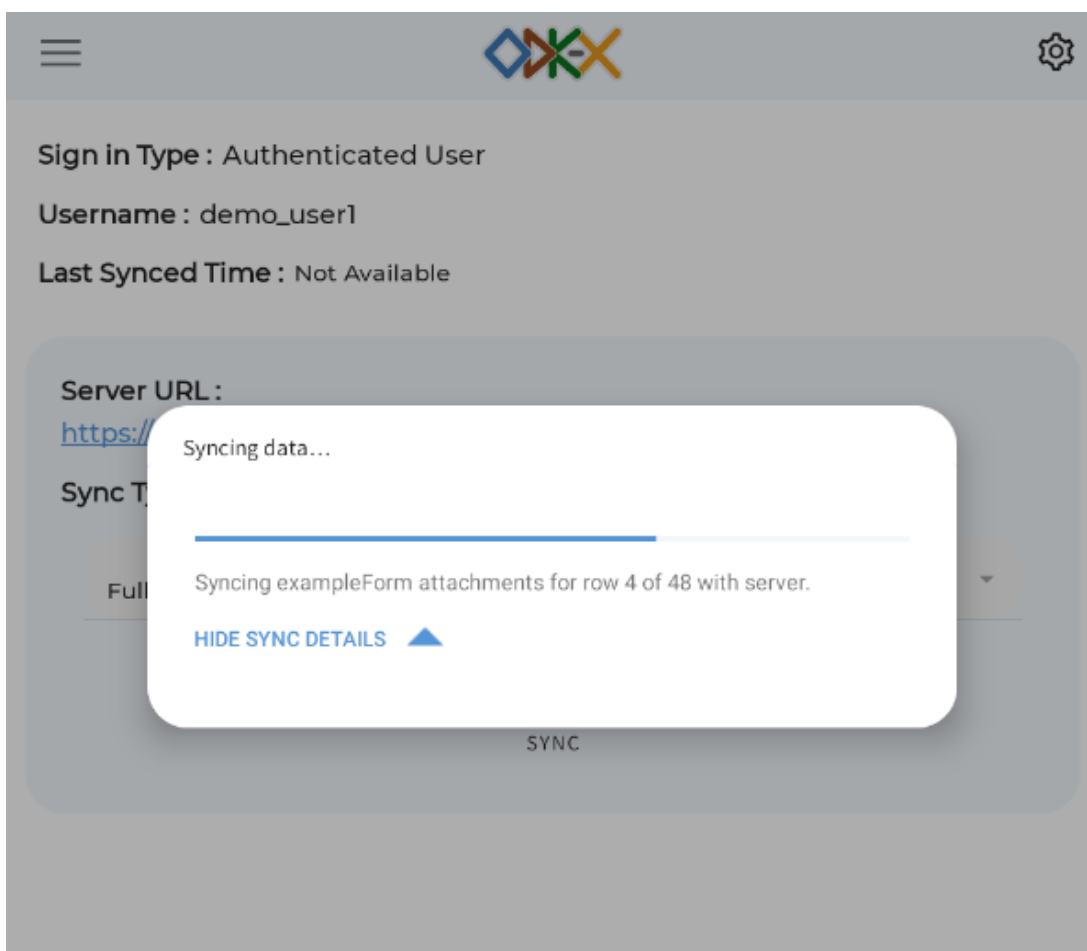 ODK-X
Sign in Type : Authenticated User
Username : demo_user1
Last Synced Time : Not Available
Server URL :
https://
Syncing data...
Sync
Syncing exampleForm attachments for row 4 of 48 with server.
Full
HIDE SYNC DETAILS
SYNC